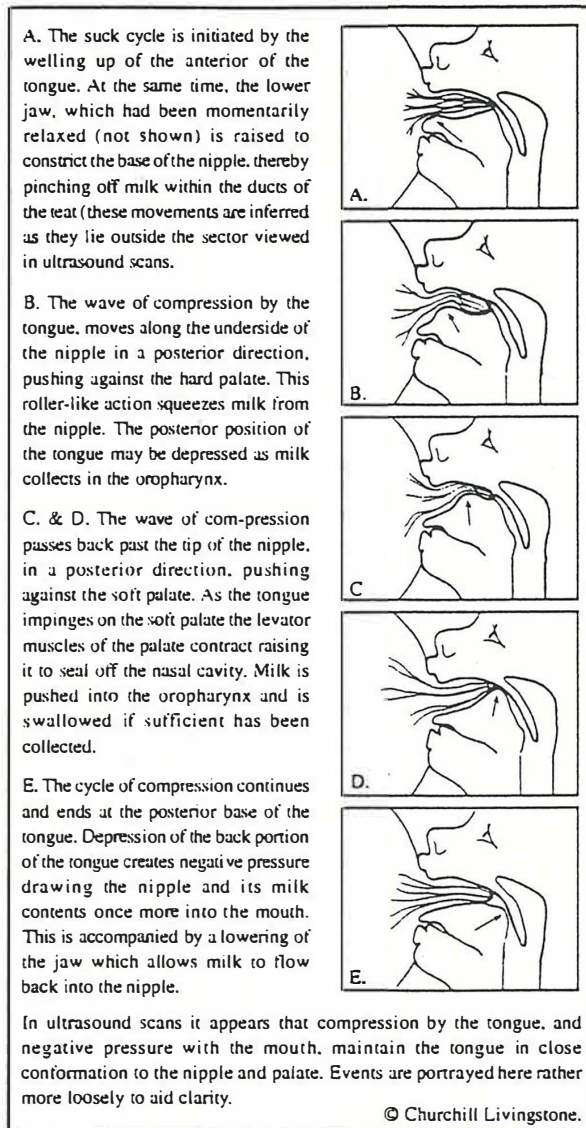 A. The suck cycle is initiated by the
welling up of the anterior of the
tongue. At the same time, the lower
jaw, which had been momentarily
relaxed (not shown) is raised to
constrict the base of the nipple, thereby
pinching off milk within the ducts of
the teat (these movements are inferred
as they lie outside the sector viewed
in ultrasound scans.
A.
B. The wave of compression by the
tongue, moves along the underside of
the nipple in a posterior direction,
pushing against the hard palate. This
roller-like action squeezes milk from
the nipple. The posterior position of
the tongue may be depressed as milk
collects in the oropharynx.
B.
C. & D. The wave of com-pression
passes back past the tip of the nipple,
in a posterior direction, pushing
against the soft palate. As the tongue
impinges on the soft palate the levator
muscles of the palate contract raising
it to seal off the nasal cavity. Milk is
pushed into the oropharynx and is
swallowed if sufficient has been
collected.
C
D.
E. The cycle of compression continues
and ends at the posterior base of the
tongue. Depression of the back portion
of the tongue creates negative pressure
drawing the nipple and its milk
contents once more into the mouth.
This is accompanied by a lowering of
the jaw which allows milk to flow
back into the nipple.
E.
In ultrasound scans it appears that compression by the tongue, and
negative pressure with the mouth, maintain the tongue in close
conformation to the nipple and palate. Events are portrayed here rather
more loosely to aid clarity.
© Churchill Livingstone.